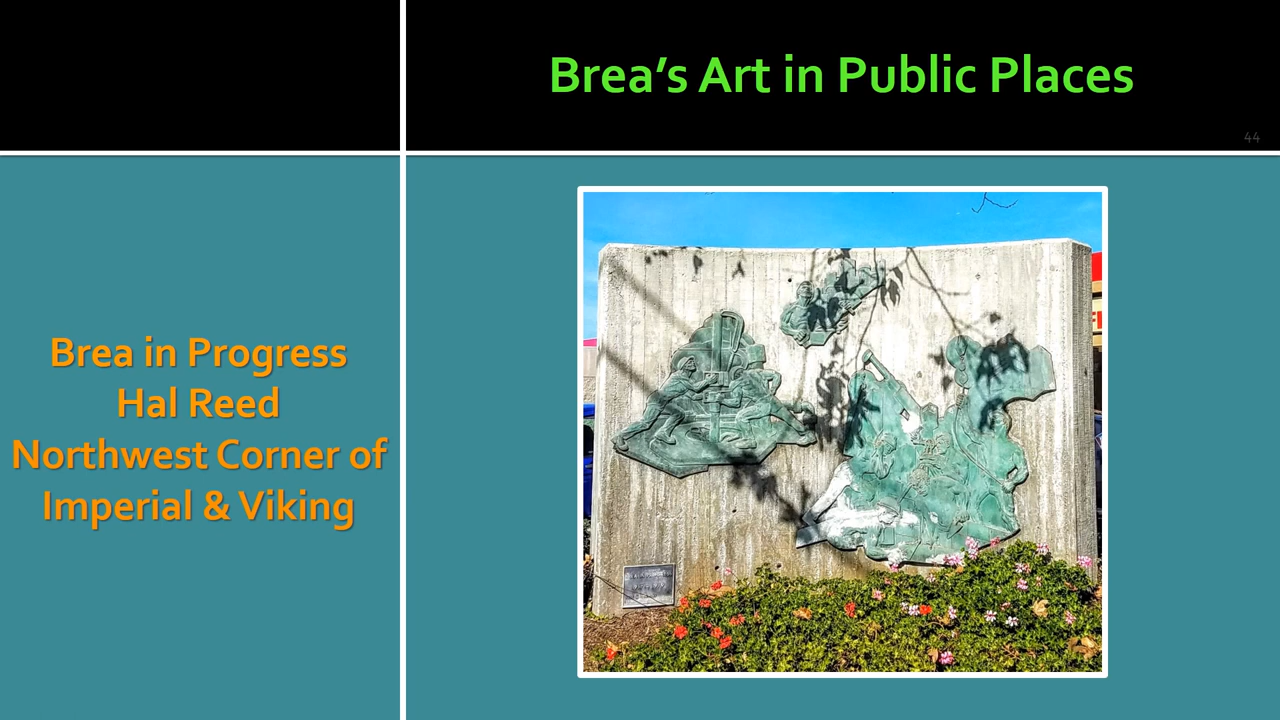 Brea’s Art in Public Places
44
Brea in Progress
Hal Reed
Northwest Corner of
Imperial & Viking